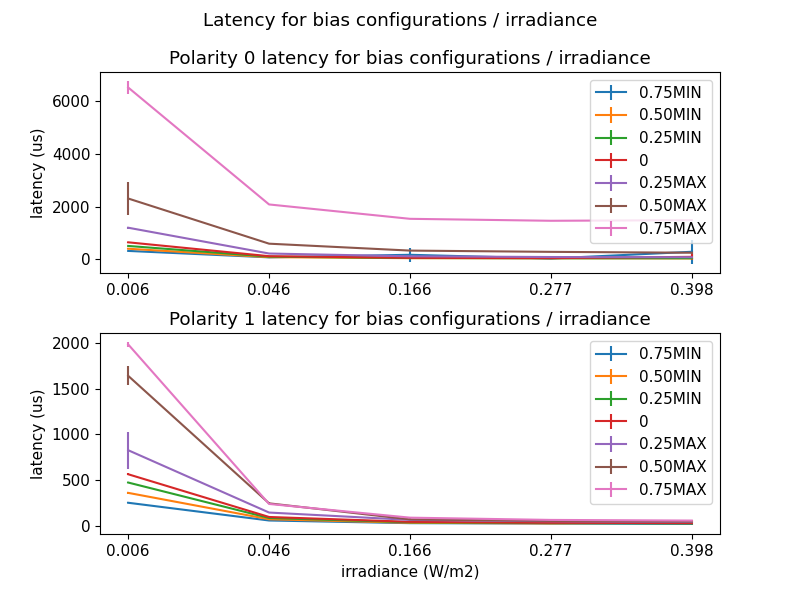 Latency for bias configurations / irradiance
Polarity 0 latency for bias configurations / irradiance
latency (us)
6000
4000
2000
0
0.006 0.046 0.166 0.277 0.398
0.75MIN
0.50MIN
0.25MIN
0
0.25MAX
0.50MAX
0.75MAX
Polarity 1 latency for bias configurations / irradiance
latency (us)
2000
1500
1000
500
0
0.006 0.046 0.166 0.277 0.398
0.75MIN
0.50MIN
0.25MIN
0
0.25MAX
0.50MAX
0.75MAX
irradiance (W/m2)